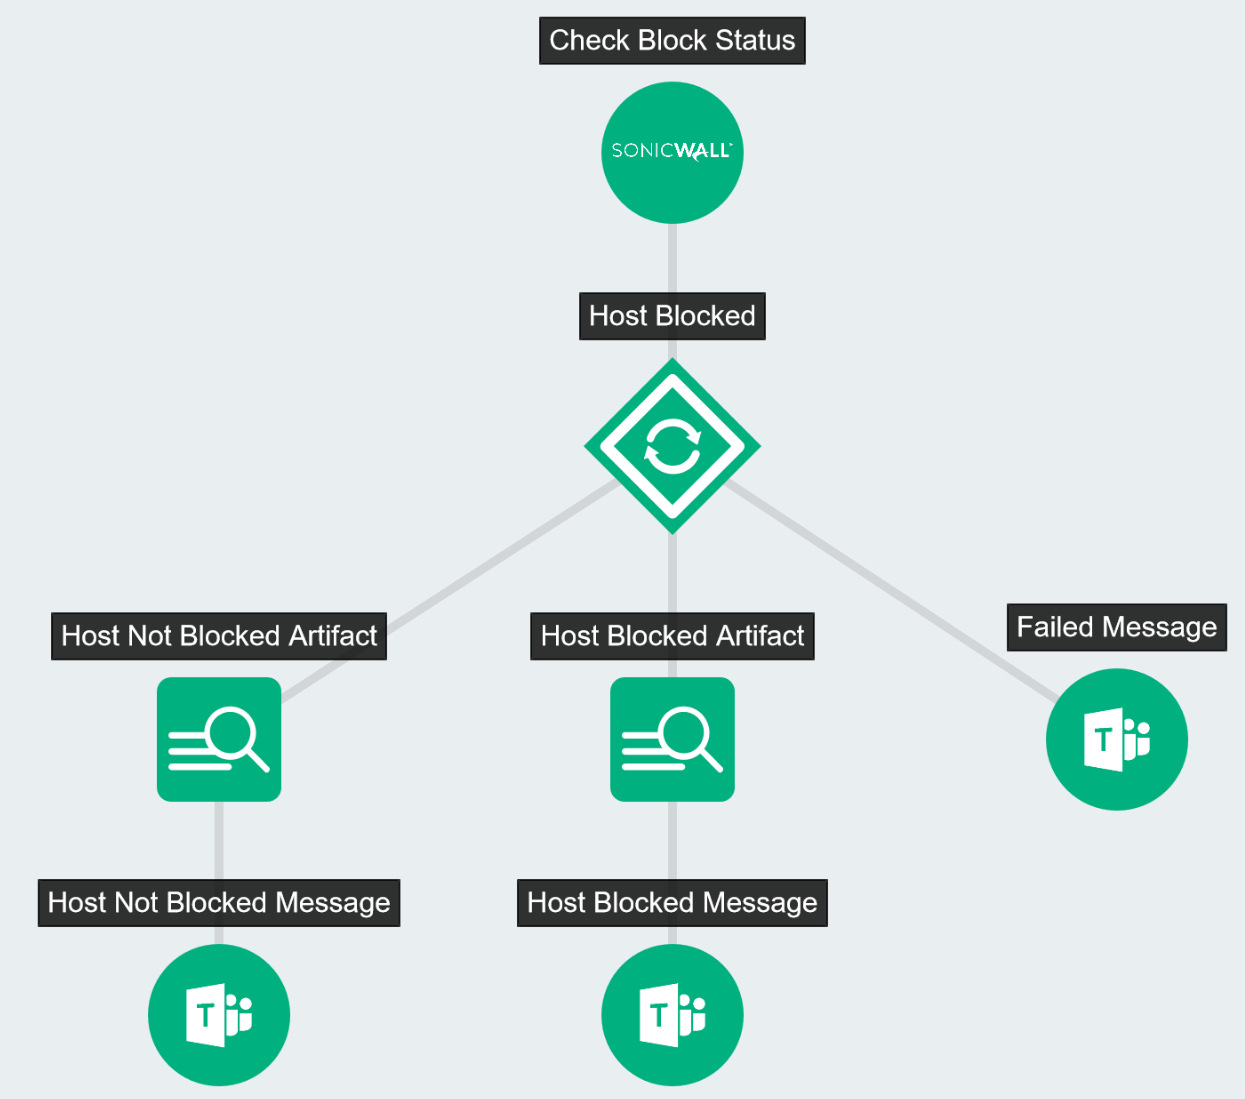 Check Block Status
SONICWALL
Host Blocked
Host Not Blocked Artifact
Host Blocked Artifact
Failed Message
T
Host Not Blocked Message
Host Blocked Message
T
T